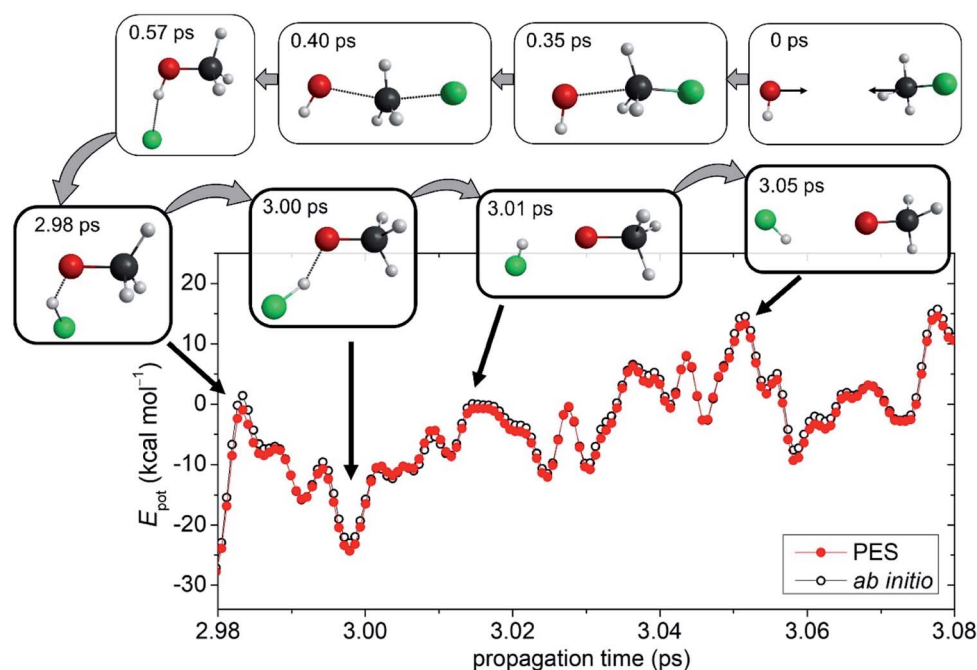 0.57 ps
0.40 ps
0.35 ps
0 ps
2.98 ps
3.00 ps
3.01 ps
3.05 ps
E_pot (kcal mol⁻¹)
20
10
0
-10
-20
-30
PES
ab initio
2.98
3.00
3.02
3.04
3.06
3.08
propagation time (ps)